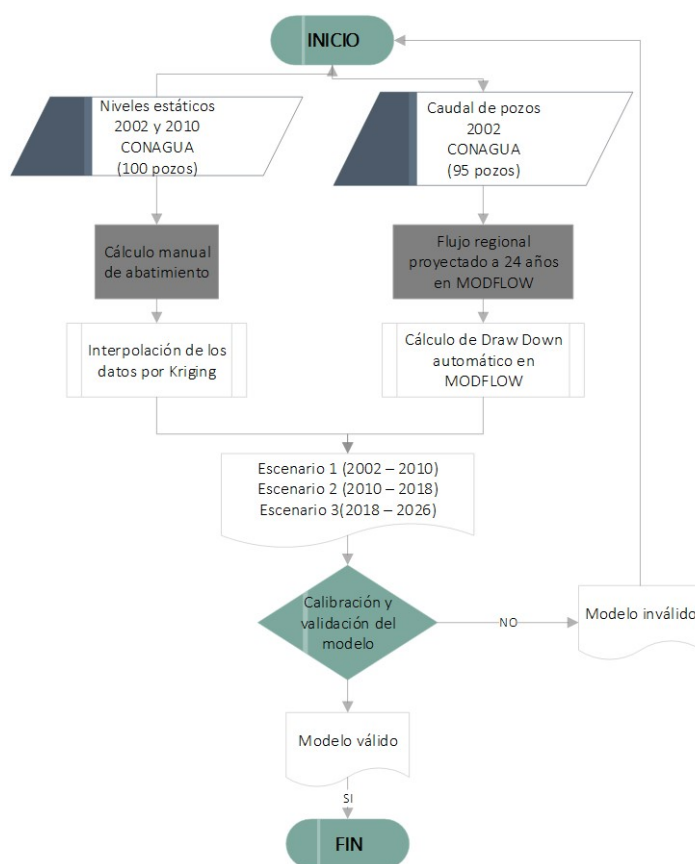 INICIO
Niveles estáticos
2002 y 2010
CONAGUA
(100 pozos)
Caudal de pozos
2002
CONAGUA
(95 pozos)
Cálculo manual
de abatimiento
Flujo regional
proyectado a 24 años
en MODFLOW
Interpolación de los
datos por Kriging
Cálculo de Draw Down
automático en
MODFLOW
Escenario 1 (2002 – 2010)
Escenario 2 (2010 – 2018)
Escenario 3(2018 – 2026)
Calibración y
validación del
modelo
NO
Modelo inválido
Modelo válido
SI
FIN